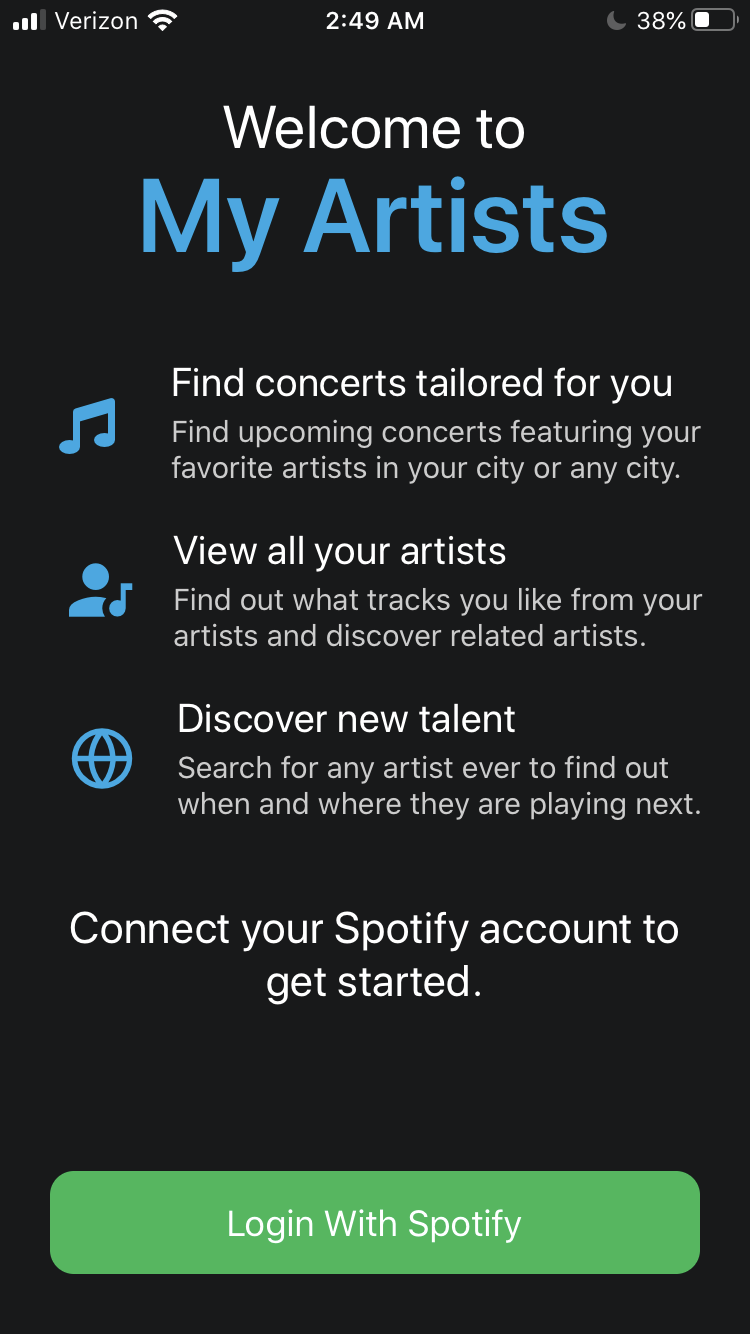 Verizon 2:49 AM 38%
Welcome to
My Artists
Find concerts tailored for you
Find upcoming concerts featuring your
favorite artists in your city or any city.
View all your artists
Find out what tracks you like from your
artists and discover related artists.
Discover new talent
Search for any artist ever to find out
when and where they are playing next.
Connect your Spotify account to
get started.
Login With Spotify